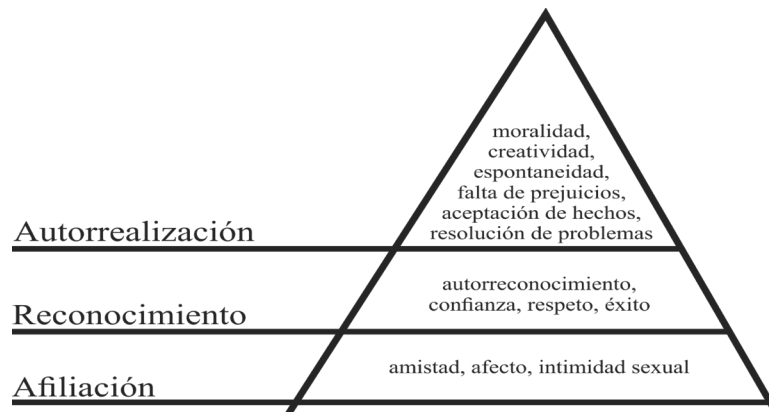 moralidad,
creatividad,
espontaneidad,
falta de prejuicios,
aceptación de hechos,
resolución de problemas
Autorrealización
autorreconocimiento,
confianza, respeto, éxito
Reconocimiento
amistad, afecto, intimidad sexual
Afiliación